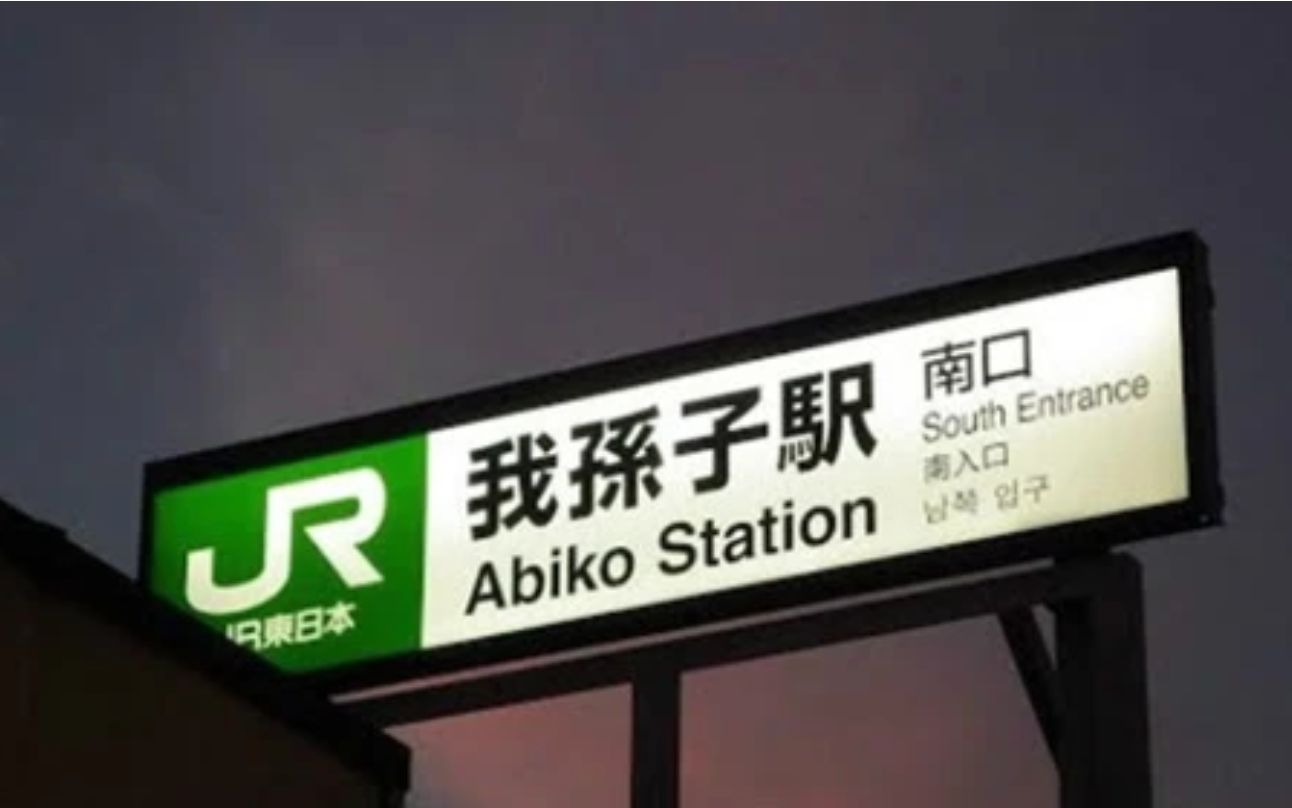 JR
JR東日本
我孫子駅
Abiko Station
南口
South Entrance
南入口
남쪽 입구